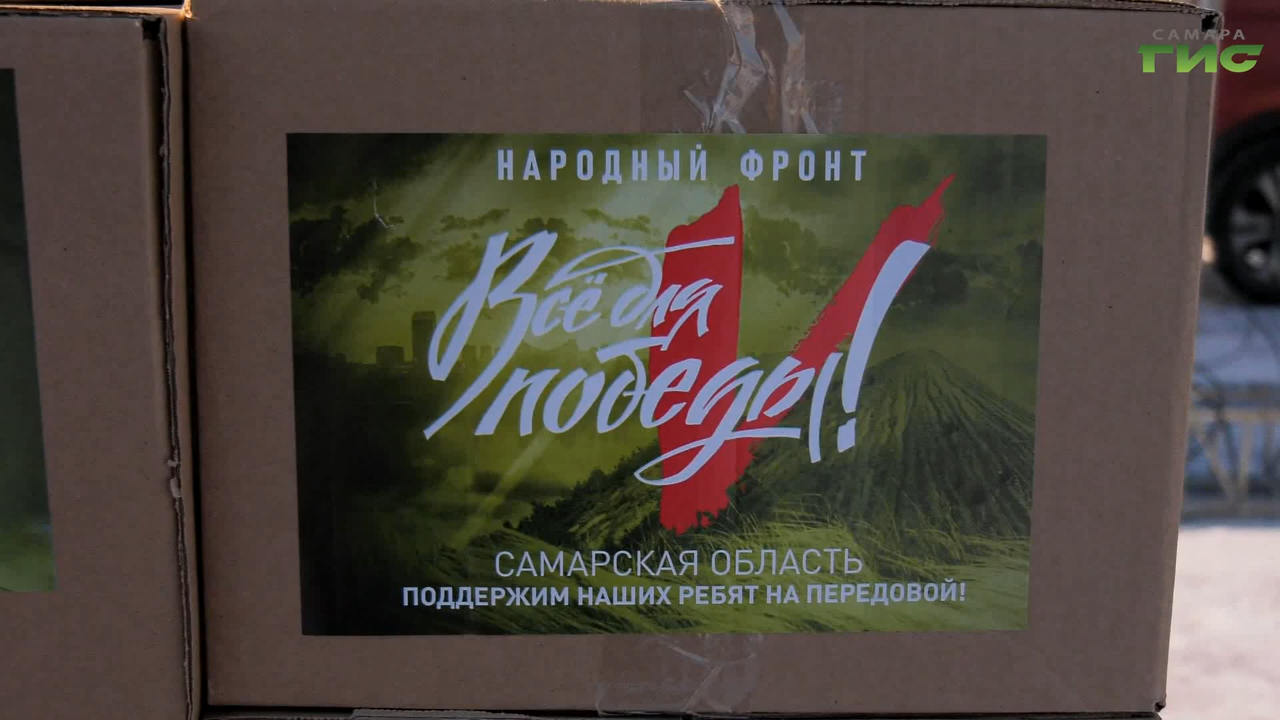 САМАРА
ГИС
НАРОДНЫЙ ФРОНТ
Всё для
победы!
САМАРСКАЯ ОБЛАСТЬ
ПОДДЕРЖИМ НАШИХ РЕБЯТ НА ПЕРЕДОВОЙ!